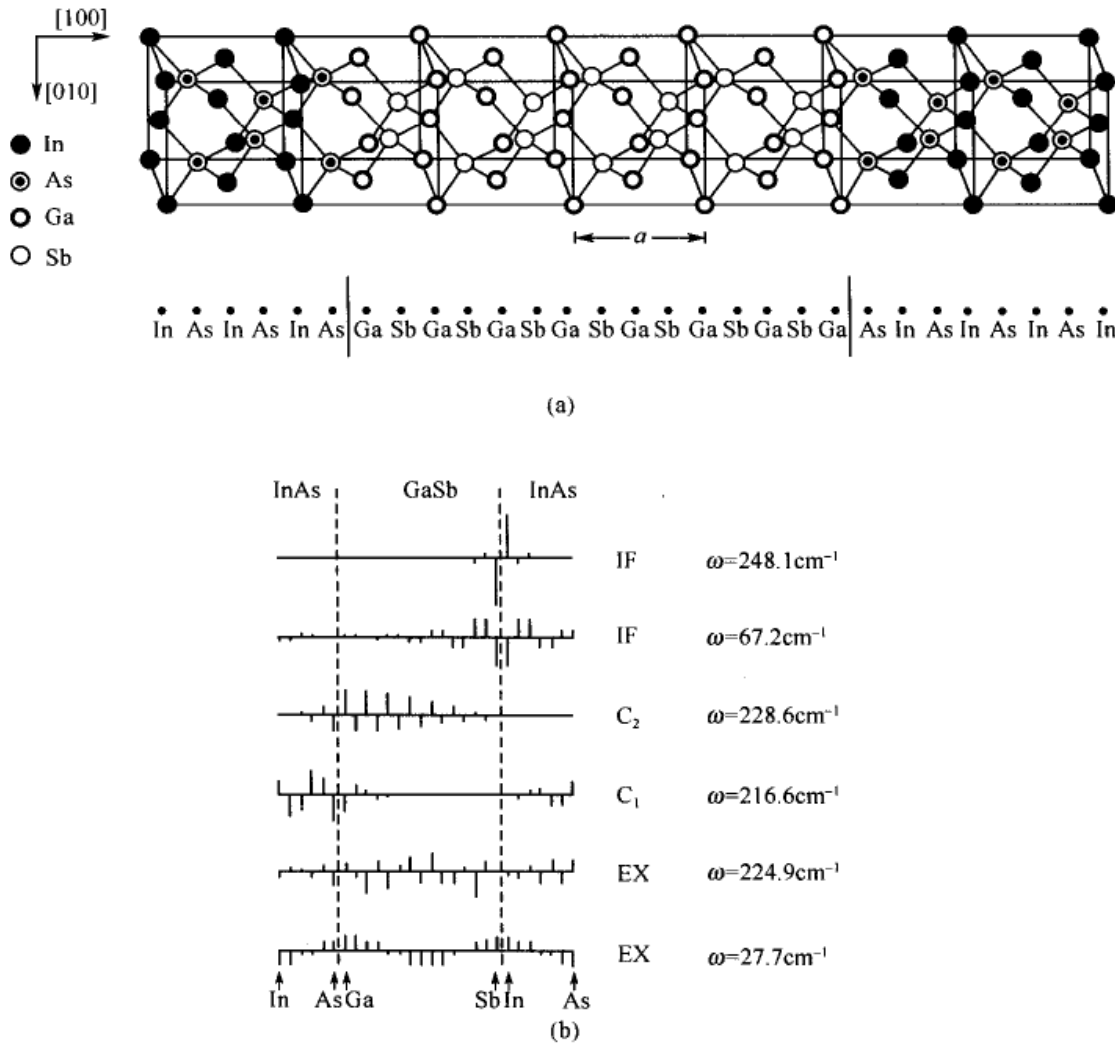 [100]
[010]
In
As
Ga
Sb
a
In As In As In As Ga Sb Ga Sb Ga Sb Ga Sb Ga Sb Ga Sb Ga Sb Ga As In As In As In As In
(a)
InAs GaSb InAs
IF ω=248.1cm⁻¹
IF ω=67.2cm⁻¹
C₂ ω=228.6cm⁻¹
C₁ ω=216.6cm⁻¹
EX ω=224.9cm⁻¹
EX ω=27.7cm⁻¹
In As Ga Sb In As
(b)